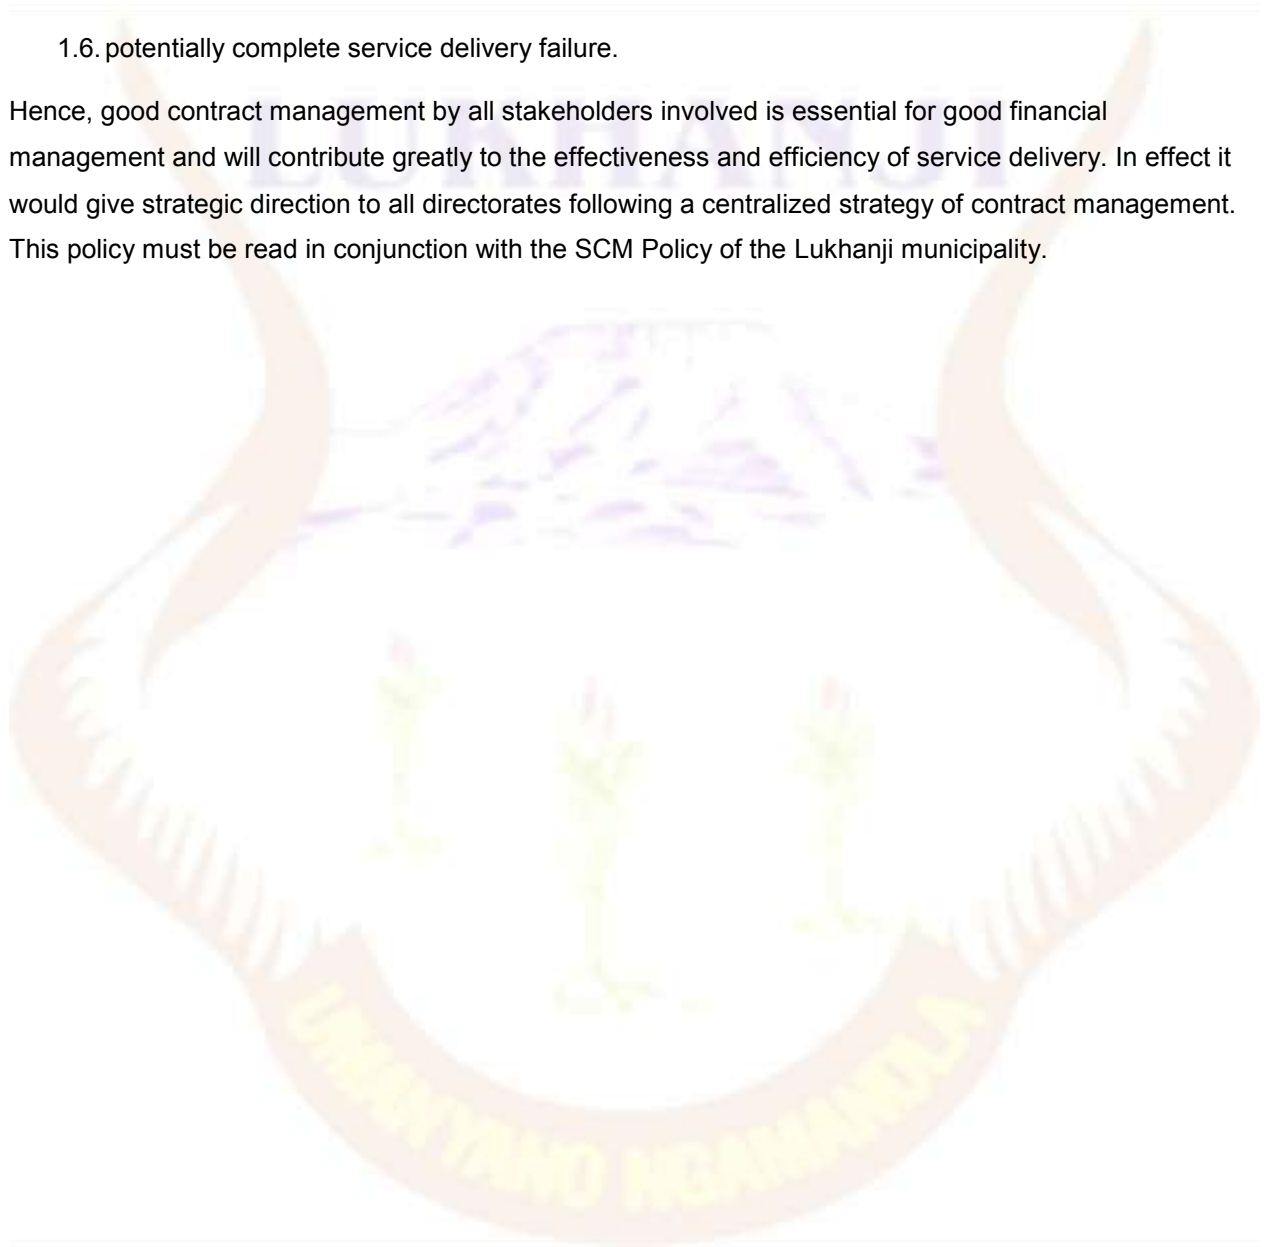 1.6. potentially complete service delivery failure.
Hence, good contract management by all stakeholders involved is essential for good financial
LUKHANJI
management and will contribute greatly to the effectiveness and efficiency of service delivery. In effect it
would give strategic direction to all directorates following a centralized strategy of contract management.
This policy must be read in conjunction with the SCM Policy of the Lukhanji municipality.
UMANYANO NGAMANDLA